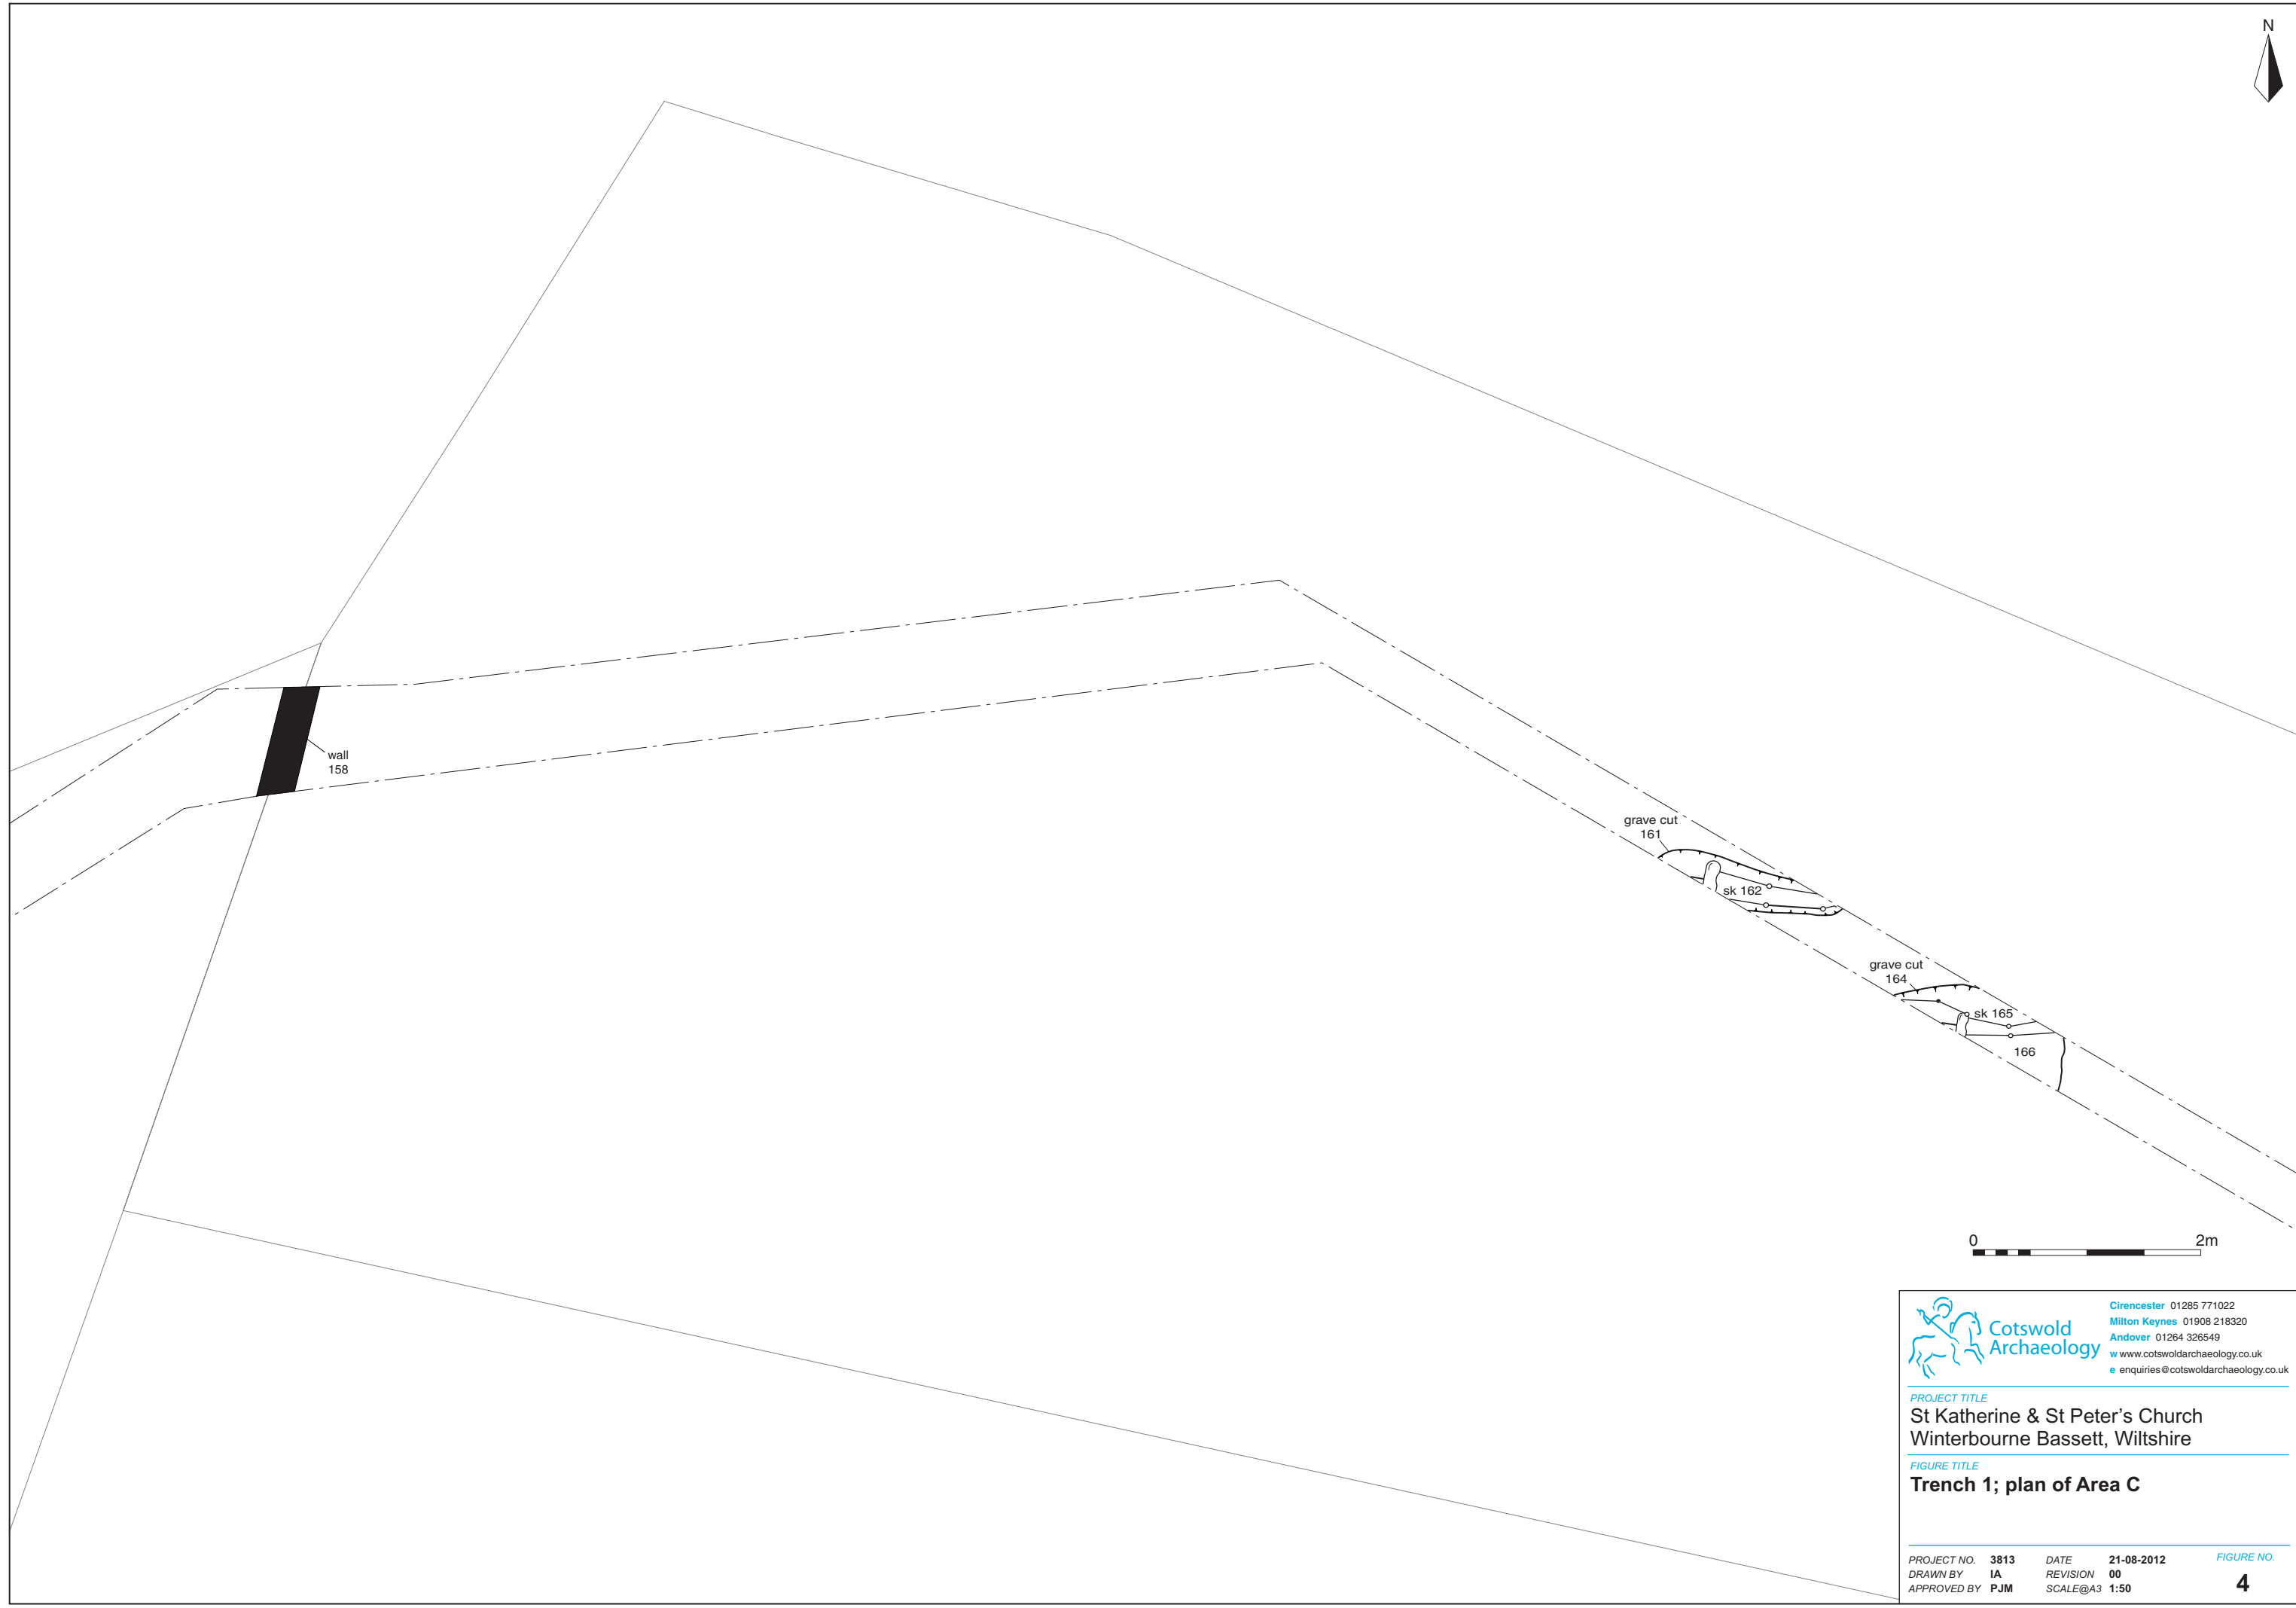 N
wall
158
grave cut
161
sk 162
grave cut
164
sk 165
166
0 2m
Cotswold
Archaeology
Cirencester 01285 771022
Milton Keynes 01908 218320
Andover 01264 326549
w www.cotswoldarchaeology.co.uk
e enquiries@cotswoldarchaeology.co.uk
PROJECT TITLE
St Katherine & St Peter’s Church
Winterbourne Bassett, Wiltshire
FIGURE TITLE
Trench 1; plan of Area C
PROJECT NO. 3813 DATE 21-08-2012 FIGURE NO.
DRAWN BY IA REVISION 00
APPROVED BY PJM SCALE@A3 1:50 4